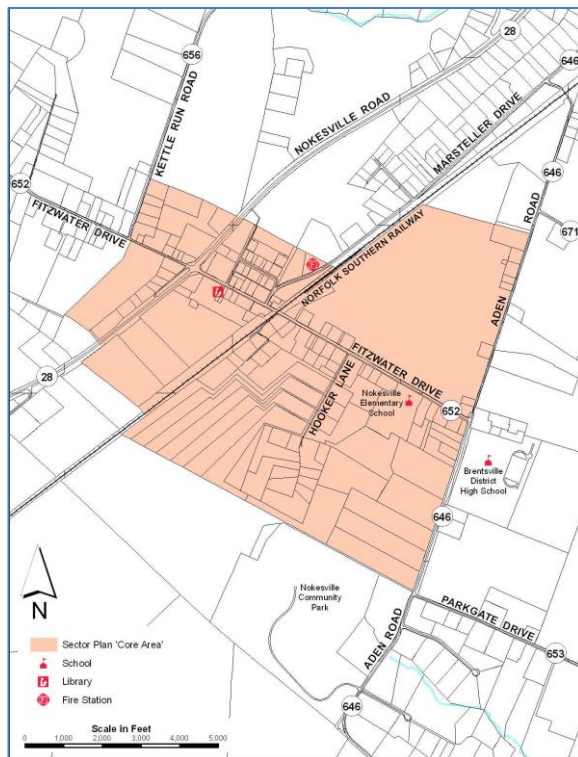 28
646
656
KETTLE RUN ROAD
NOKESVILLE ROAD
MARSTELLER DRIVE
646
652
FITZWATER DRIVE
ROAD
671
NORFOLK SOUTHERN RAILWAY
ADEN
28
FITZWATER DRIVE
HOOKER LANE
Nokesville
Elementary
School
652
Brentsville
District
High School
646
Nokesville
Community
Park
PARKGATE DRIVE
653
ADEN ROAD
646
N
Sector Plan 'Core Area'
School
Library
Fire Station
Scale in Feet
0 1,000 2,000 3,000 4,000 5,000